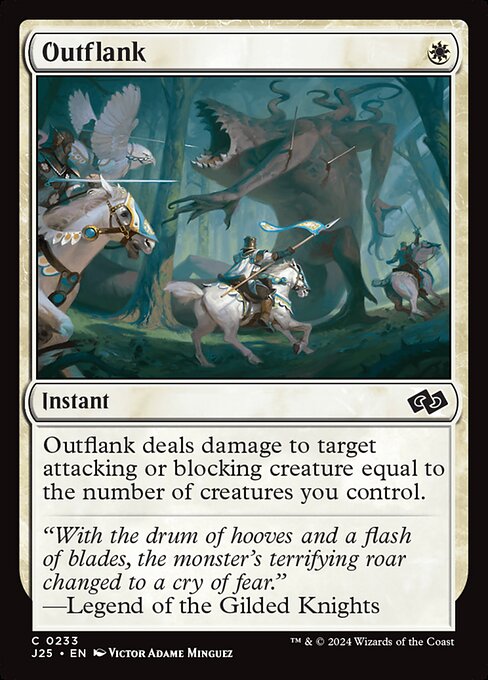 Outflank
Instant
Outflank deals damage to target
attacking or blocking creature equal to
the number of creatures you control.
“With the drum of hooves and a flash
of blades, the monster’s terrifying roar
changed to a cry of fear.”
—Legend of the Gilded Knights
C 0233
J25 • EN Victor Adame Minguez
™ & © 2024 Wizards of the Coast